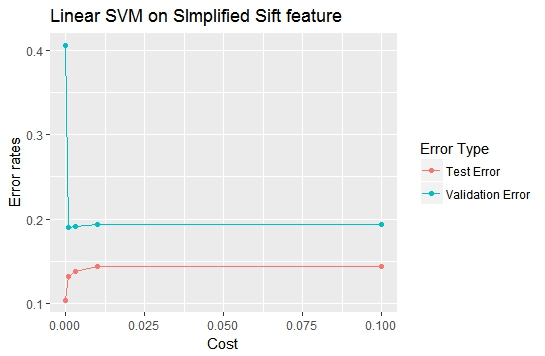 Linear SVM on SImplified Sift feature
Error rates
0.4
0.3
0.2
0.1
0.000 0.025 0.050 0.075 0.100
Cost
Error Type
Test Error
Validation Error